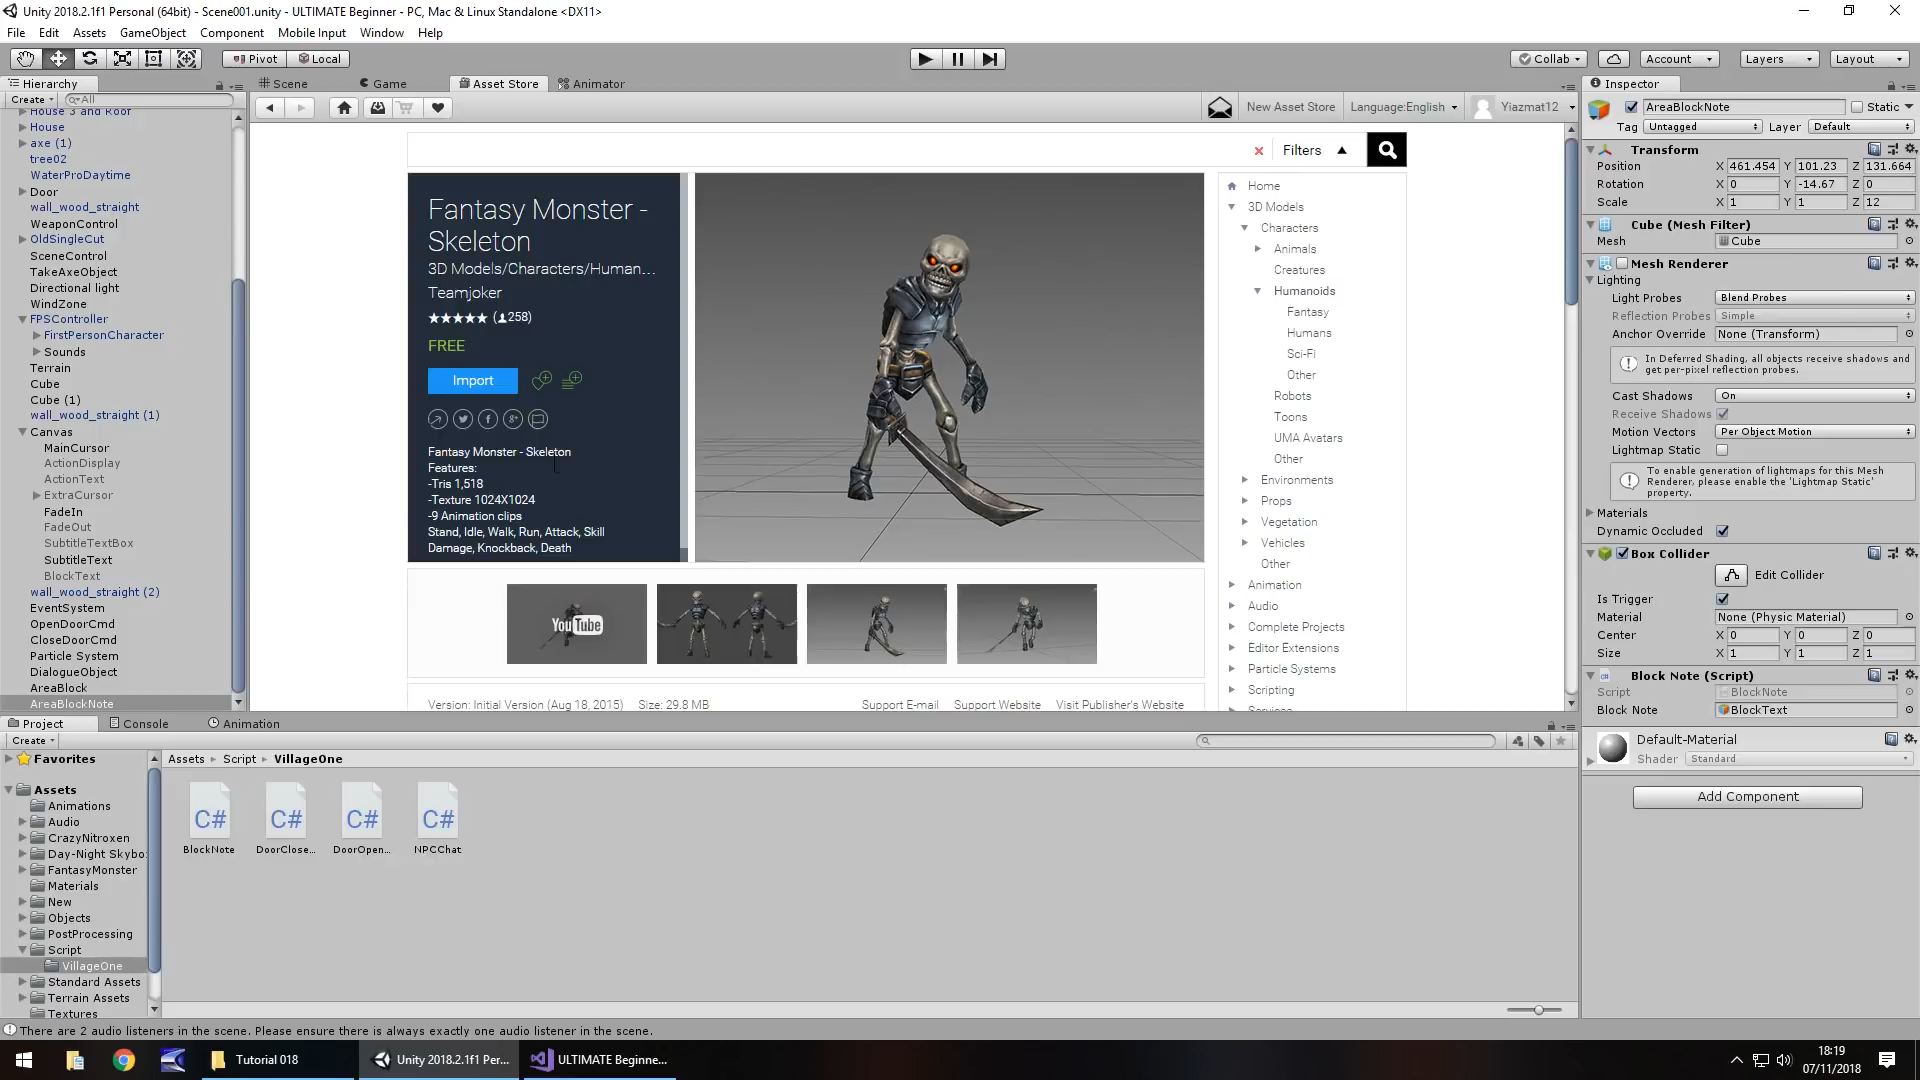 Unity 2018.2.1f1 Personal (64bit) - Scene001.unity - ULTIMATE Beginner - PC, Mac & Linux Standalone <DX11>
File Edit Assets GameObject Component Mobile Input Window Help
Pivot Local Collab Account Layers Layout
Hierarchy
Create All
House 3 and Roof
House
axe (1)
tree02
WaterProDaytime
Door
wall_wood_straight
WeaponControl
OldSingleCut
SceneControl
TakeAxeObject
Directional light
WindZone
FPSController
FirstPersonCharacter
Sounds
Terrain
Cube
Cube (1)
wall_wood_straight (1)
Canvas
MainCursor
ActionDisplay
ActionText
ExtraCursor
FadeIn
FadeOut
SubtitleTextBox
SubtitleText
BlockText
wall_wood_straight (2)
EventSystem
OpenDoorCmd
CloseDoorCmd
Particle System
DialogueObject
AreaBlock
AreaBlockNote
Scene Game Asset Store Animator
New Asset Store Language:English Yiazmat12
Filters
Fantasy Monster -
Skeleton
3D Models/Characters/Human...
Teamjoker
(258)
FREE
Import
Fantasy Monster - Skeleton
Features:
-Tris 1,518
-Texture 1024X1024
-9 Animation clips
Stand, Idle, Walk, Run, Attack, Skill
Damage, Knockback, Death
YouTube
Version: Initial Version (Aug 18, 2015) Size: 29.8 MB Support E-mail Support Website Visit Publisher's Website
Home
3D Models
Characters
Animals
Creatures
Humanoids
Fantasy
Humans
Sci-Fi
Other
Robots
Toons
UMA Avatars
Other
Environments
Props
Vegetation
Vehicles
Other
Animation
Audio
Complete Projects
Editor Extensions
Particle Systems
Scripting
Services
Inspector
AreaBlockNote Static
Tag Untagged Layer Default
Transform
Position X 461.454 Y 101.23 Z 131.664
Rotation X 0 Y -14.67 Z 0
Scale X 1 Y 1 Z 12
Cube (Mesh Filter)
Mesh Cube
Mesh Renderer
Lighting
Light Probes Blend Probes
Reflection Probes Simple
Anchor Override None (Transform)
In Deferred Shading, all objects receive shadows and
get per-pixel reflection probes.
Cast Shadows On
Receive Shadows
Motion Vectors Per Object Motion
Lightmap Static
To enable generation of lightmaps for this Mesh
Renderer, please enable the 'Lightmap Static'
property.
Materials
Dynamic Occluded
Box Collider
Edit Collider
Is Trigger
Material None (Physic Material)
Center X 0 Y 0 Z 0
Size X 1 Y 1 Z 1
Block Note (Script)
Script BlockNote
Block Note BlockText
Default-Material
Shader Standard
Add Component
Project Console Animation
Create
Favorites
Assets
Animations
Audio
CrazyNitroxen
Day-Night Skybo
FantasyMonster
Materials
New
Objects
PostProcessing
Script
VillageOne
Standard Assets
Terrain Assets
Textures
Assets Script VillageOne
C# C# C# C#
BlockNote DoorClose... DoorOpen... NPCChat
There are 2 audio listeners in the scene. Please ensure there is always exactly one audio listener in the scene.
Tutorial 018 Unity 2018.2.1f1 Per... ULTIMATE Beginne...
18:19
07/11/2018